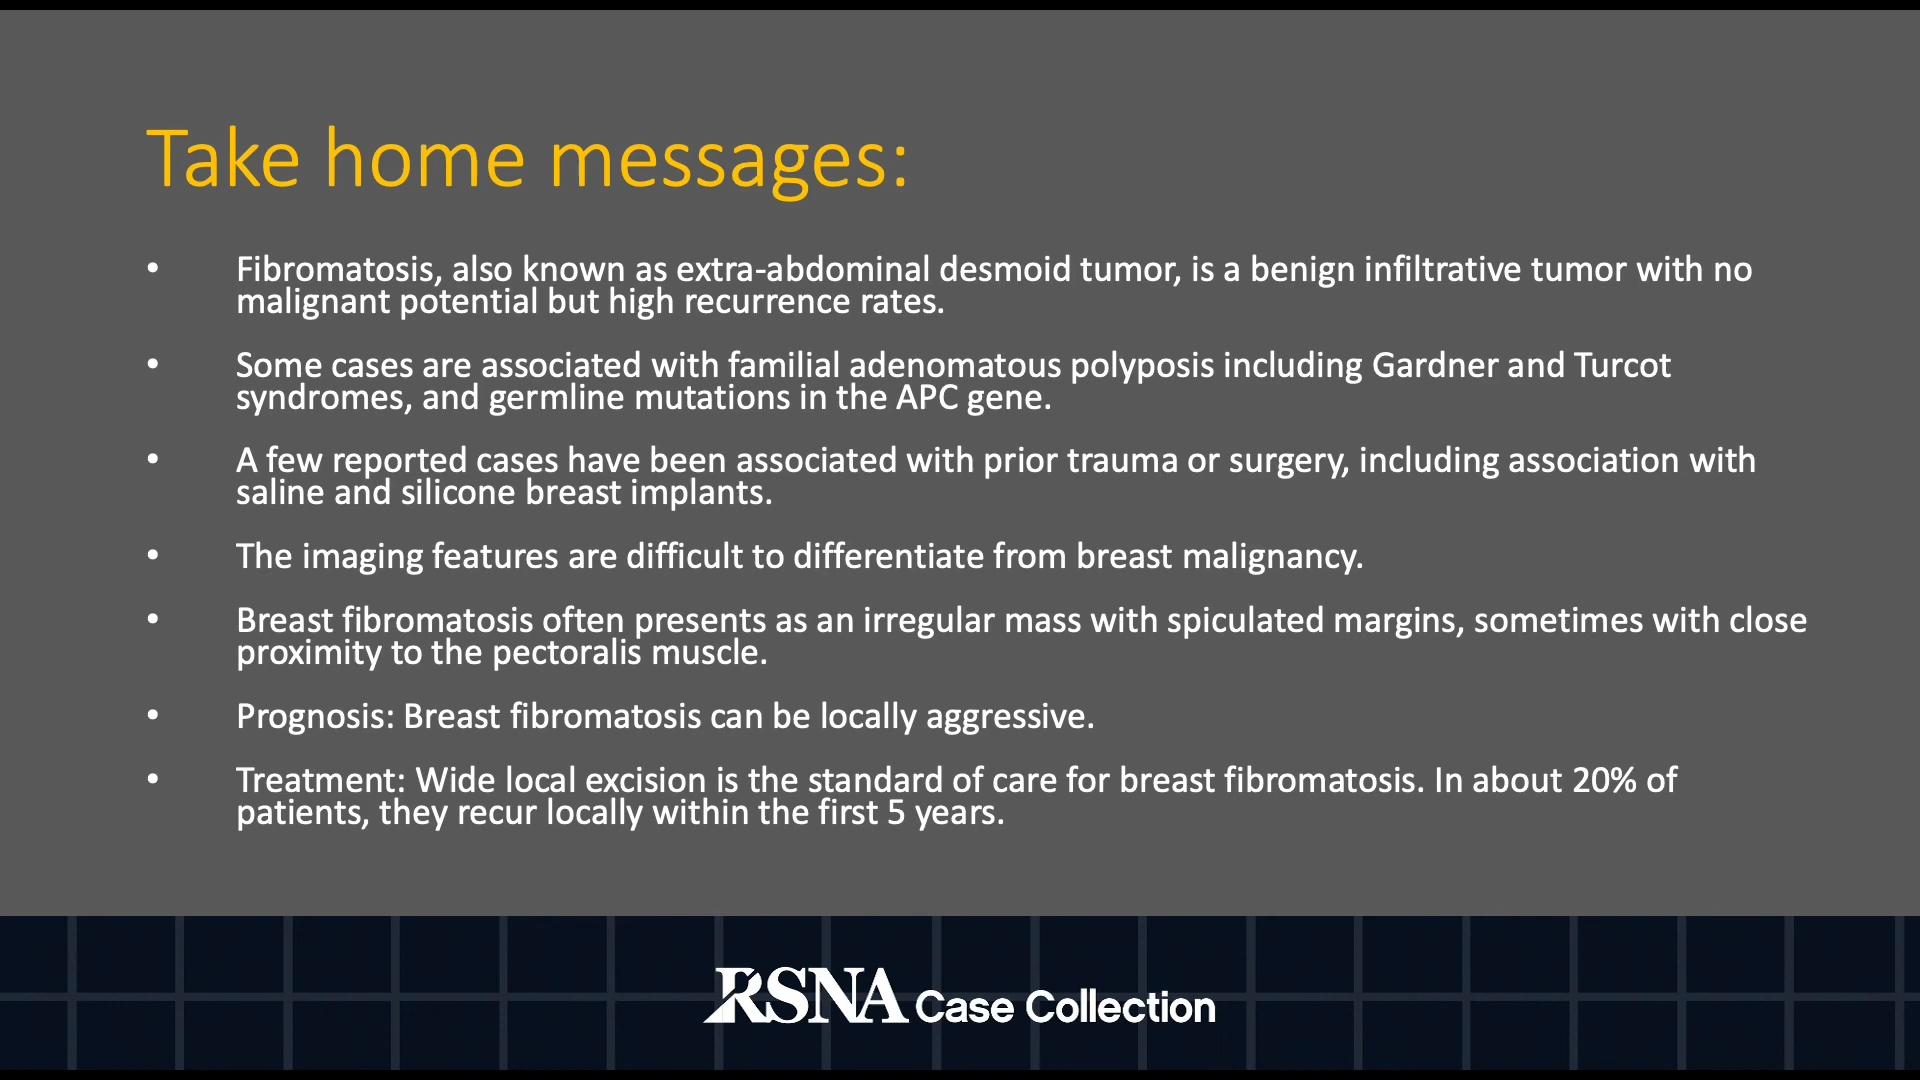 Take home messages:
• Fibromatosis, also known as extra-abdominal desmoid tumor, is a benign infiltrative tumor with no
malignant potential but high recurrence rates.
• Some cases are associated with familial adenomatous polyposis including Gardner and Turcot
syndromes, and germline mutations in the APC gene.
• A few reported cases have been associated with prior trauma or surgery, including association with
saline and silicone breast implants.
• The imaging features are difficult to differentiate from breast malignancy.
• Breast fibromatosis often presents as an irregular mass with spiculated margins, sometimes with close
proximity to the pectoralis muscle.
• Prognosis: Breast fibromatosis can be locally aggressive.
• Treatment: Wide local excision is the standard of care for breast fibromatosis. In about 20% of
patients, they recur locally within the first 5 years.
RSNA Case Collection